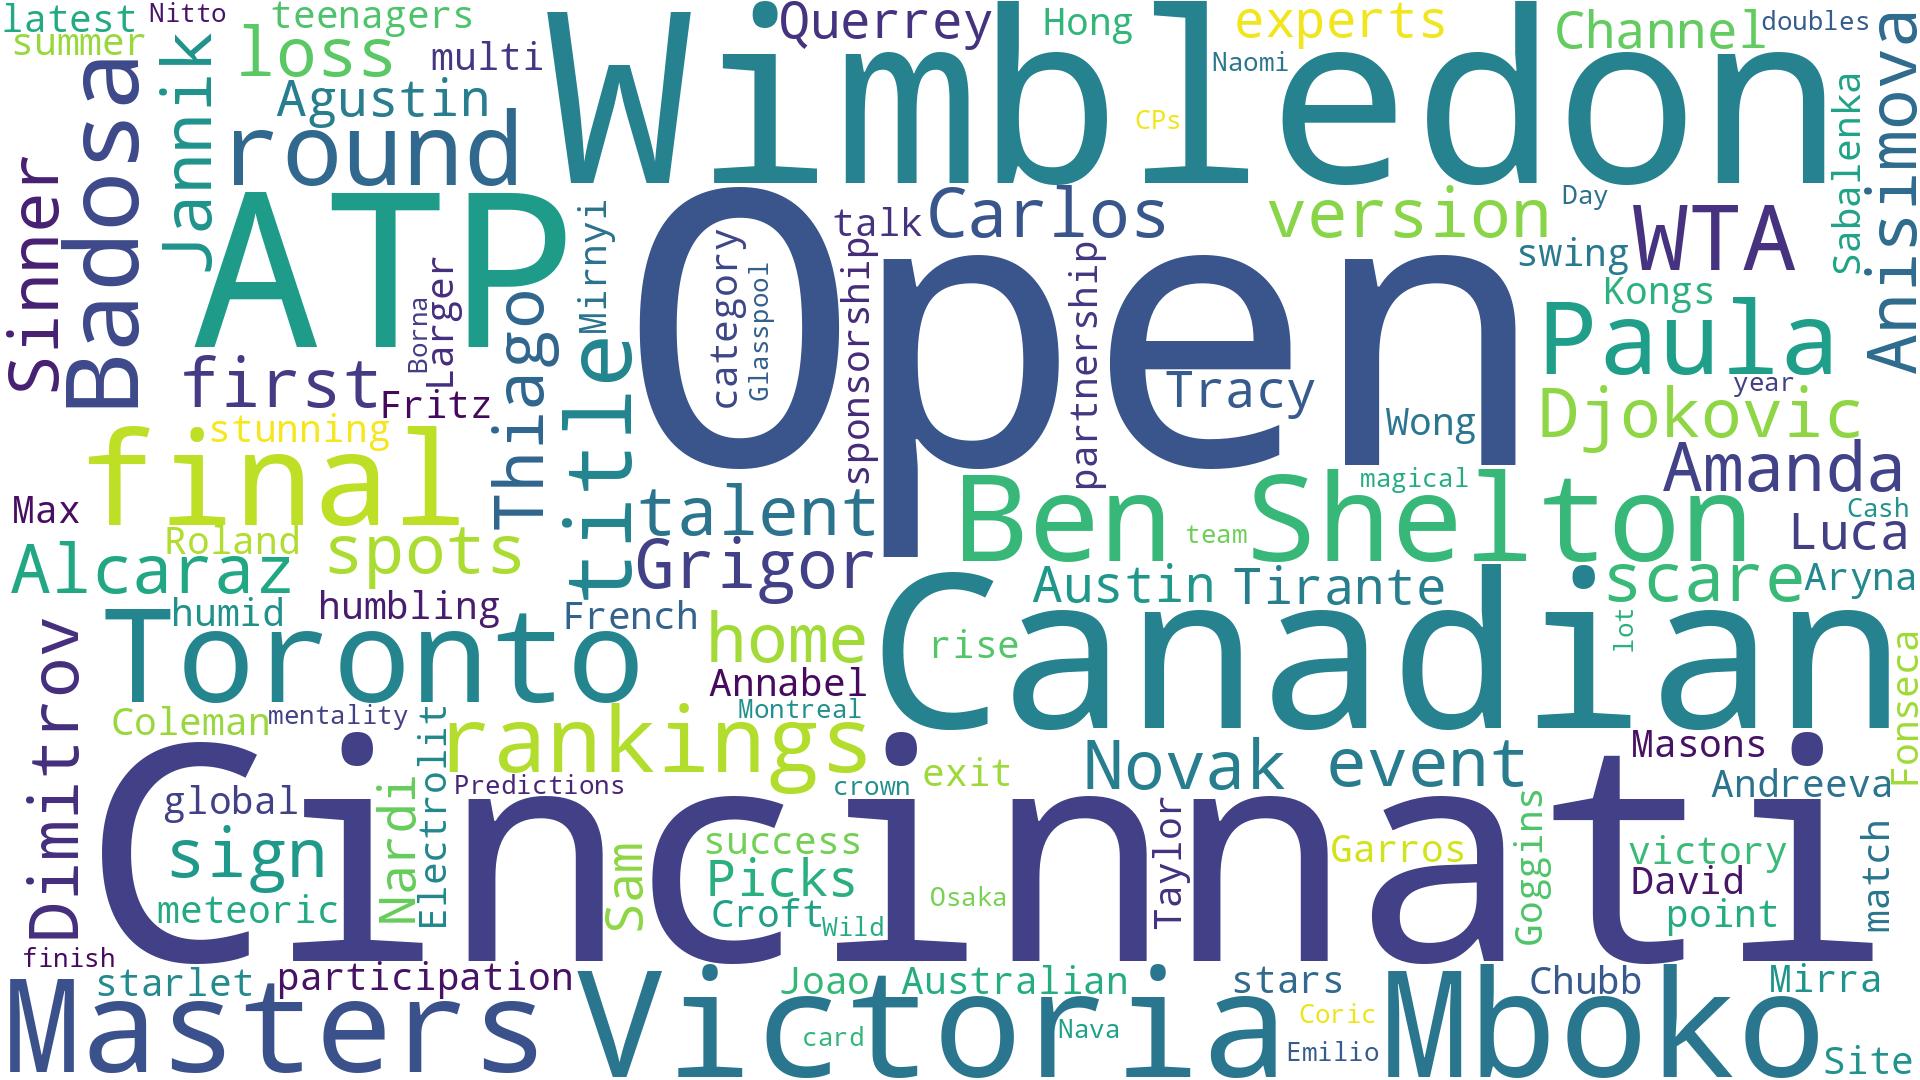 latest
Nitto
teenagers
Wimbledon
Querrey
Hong
experts
Channel
doubles
summer
loss
multi
Naomi
Badosa
Jannik
Agustin
CPs
Sabalenka
Anisimova
round
Sinner
ATP
Open
talk
Carlos
version
Day
WTA
Mirnyi
category
Glasspool
sponsorship
partnership
swing
Kongs
Borna
Larger
Thiago
title
Paula
first
Fritz
Tracy
Wong
year
Djokovic
stunning
final
Amanda
Max
talent
Ben
Shelton
magical
team
Cash
Luca
Roland
spots
Alcaraz
Grigor
Austin
Tirante
scare
Aryna
humid
humbling
French
Toronto
home
rise
Canadian
lot
Fonseca
Dimitrov
Annabel
Coleman
mentality
Electrolit
rankings
Montreal
Novak
event
Masons
Cincinnati
Predictions
crown
exit
Andreeva
global
Nardi
Taylor
Goggins
sign
Sam
success
Garros
victory
match
Picks
David
meteoric
Croft
Wild
Osaka
point
finish
starlet
participation
Masters
Victoria
Joao
Australian
stars
Mboko
Chubb
Mirra
card
Nava
Coric
Emilio
Site